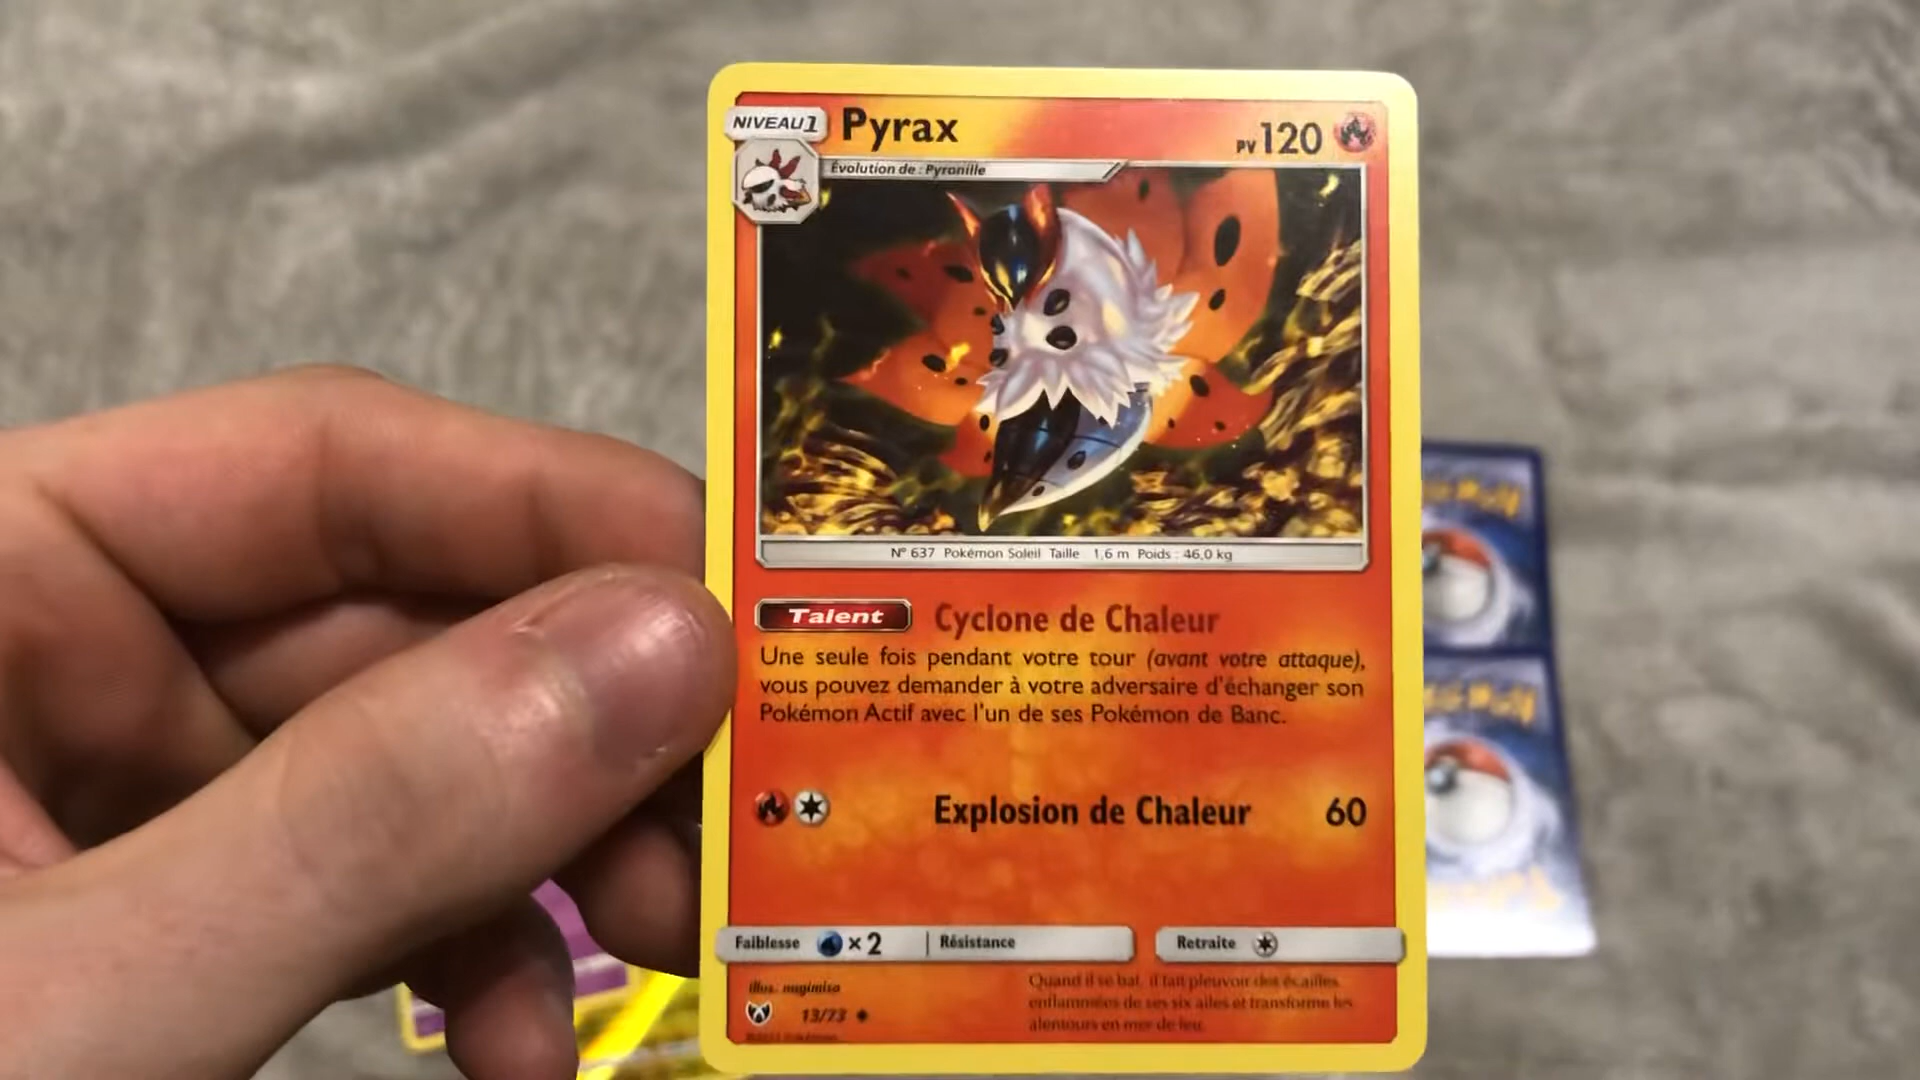 NIVEAU 1 Pyrax PV 120
Évolution de : Pyronille
N° 637 Pokémon Soleil Taille : 1,6 m Poids : 46,0 kg
Talent Cyclone de Chaleur
Une seule fois pendant votre tour (avant votre attaque),
vous pouvez demander à votre adversaire d'échanger son
Pokémon Actif avec l'un de ses Pokémon de Banc.
Explosion de Chaleur 60
Faiblesse ×2 Résistance Retraite
Quand il se bat, il fait pleuvoir des écailles
enflammées de ses six ailes et transforme les
alentours en mer de feu.
illus. nagimiso
13/73